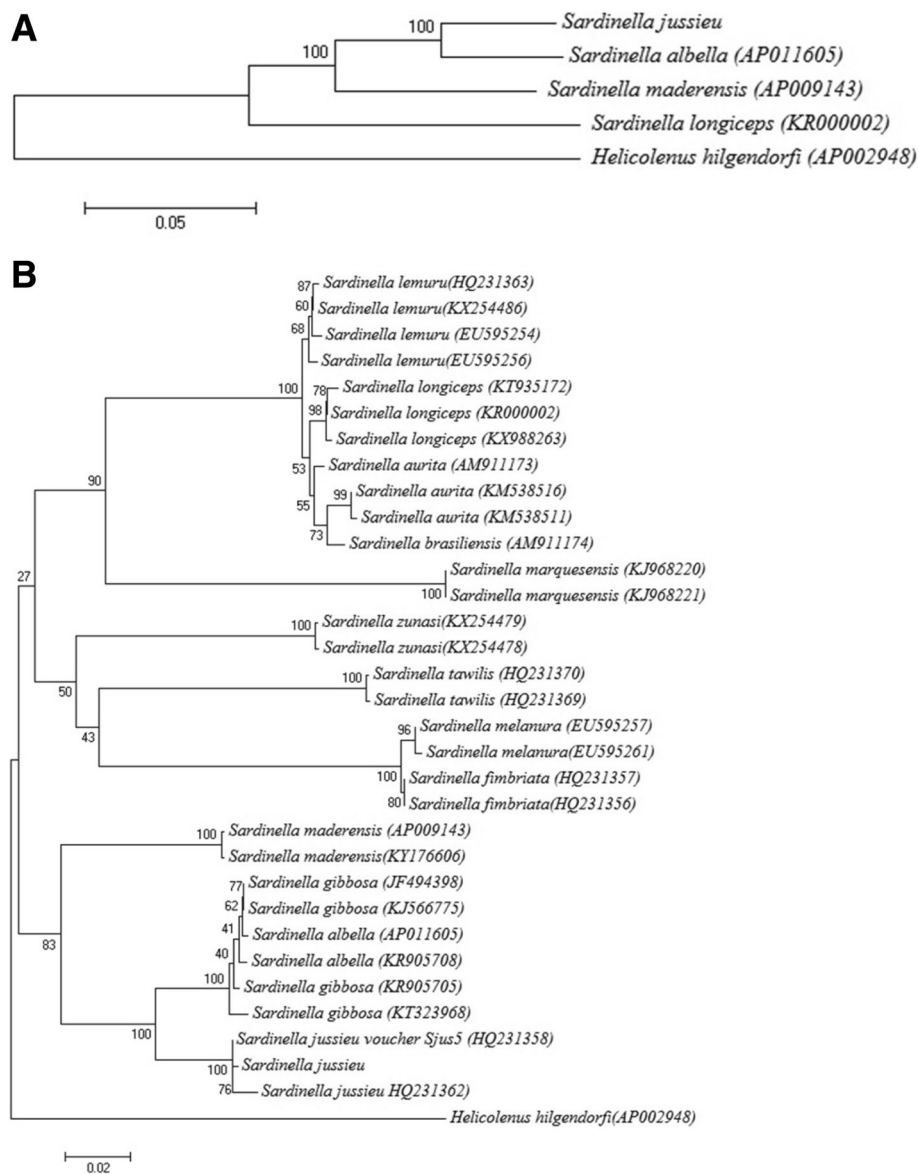 A
100
Sardinella jussieu
100
Sardinella albella (AP011605)
Sardinella maderensis (AP009143)
Sardinella longiceps (KR000002)
Helicolenus hilgendorfi (AP002948)
0.05
B
87
Sardinella lemuru(HQ231363)
60
Sardinella lemuru(KX254486)
68
Sardinella lemuru (EU595254)
Sardinella lemuru(EU595256)
100
78
Sardinella longiceps (KT935172)
98
Sardinella longiceps (KR000002)
Sardinella longiceps (KX988263)
53
Sardinella aurita (AM911173)
99
Sardinella aurita (KM538516)
55
Sardinella aurita (KM538511)
73
Sardinella brasiliensis (AM911174)
90
Sardinella marquesensis (KJ968220)
100
Sardinella marquesensis (KJ968221)
27
100
Sardinella zunasi(KX254479)
Sardinella zunasi(KX254478)
50
100
Sardinella tawilis (HQ231370)
Sardinella tawilis (HQ231369)
43
96
Sardinella melanura (EU595257)
Sardinella melanura(EU595261)
100
Sardinella fimbriata (HQ231357)
80
Sardinella fimbriata(HQ231356)
100
Sardinella maderensis (AP009143)
Sardinella maderensis(KY176606)
83
77
Sardinella gibbosa (JF494398)
62
Sardinella gibbosa (KJ566775)
41
Sardinella albella (AP011605)
40
Sardinella albella (KR905708)
100
Sardinella gibbosa (KR905705)
Sardinella gibbosa (KT323968)
100
Sardinella jussieu voucher Sjus5 (HQ231358)
100
Sardinella jussieu
76
Sardinella jussieu HQ231362)
Helicolenus hilgendorfi(AP002948)
0.02